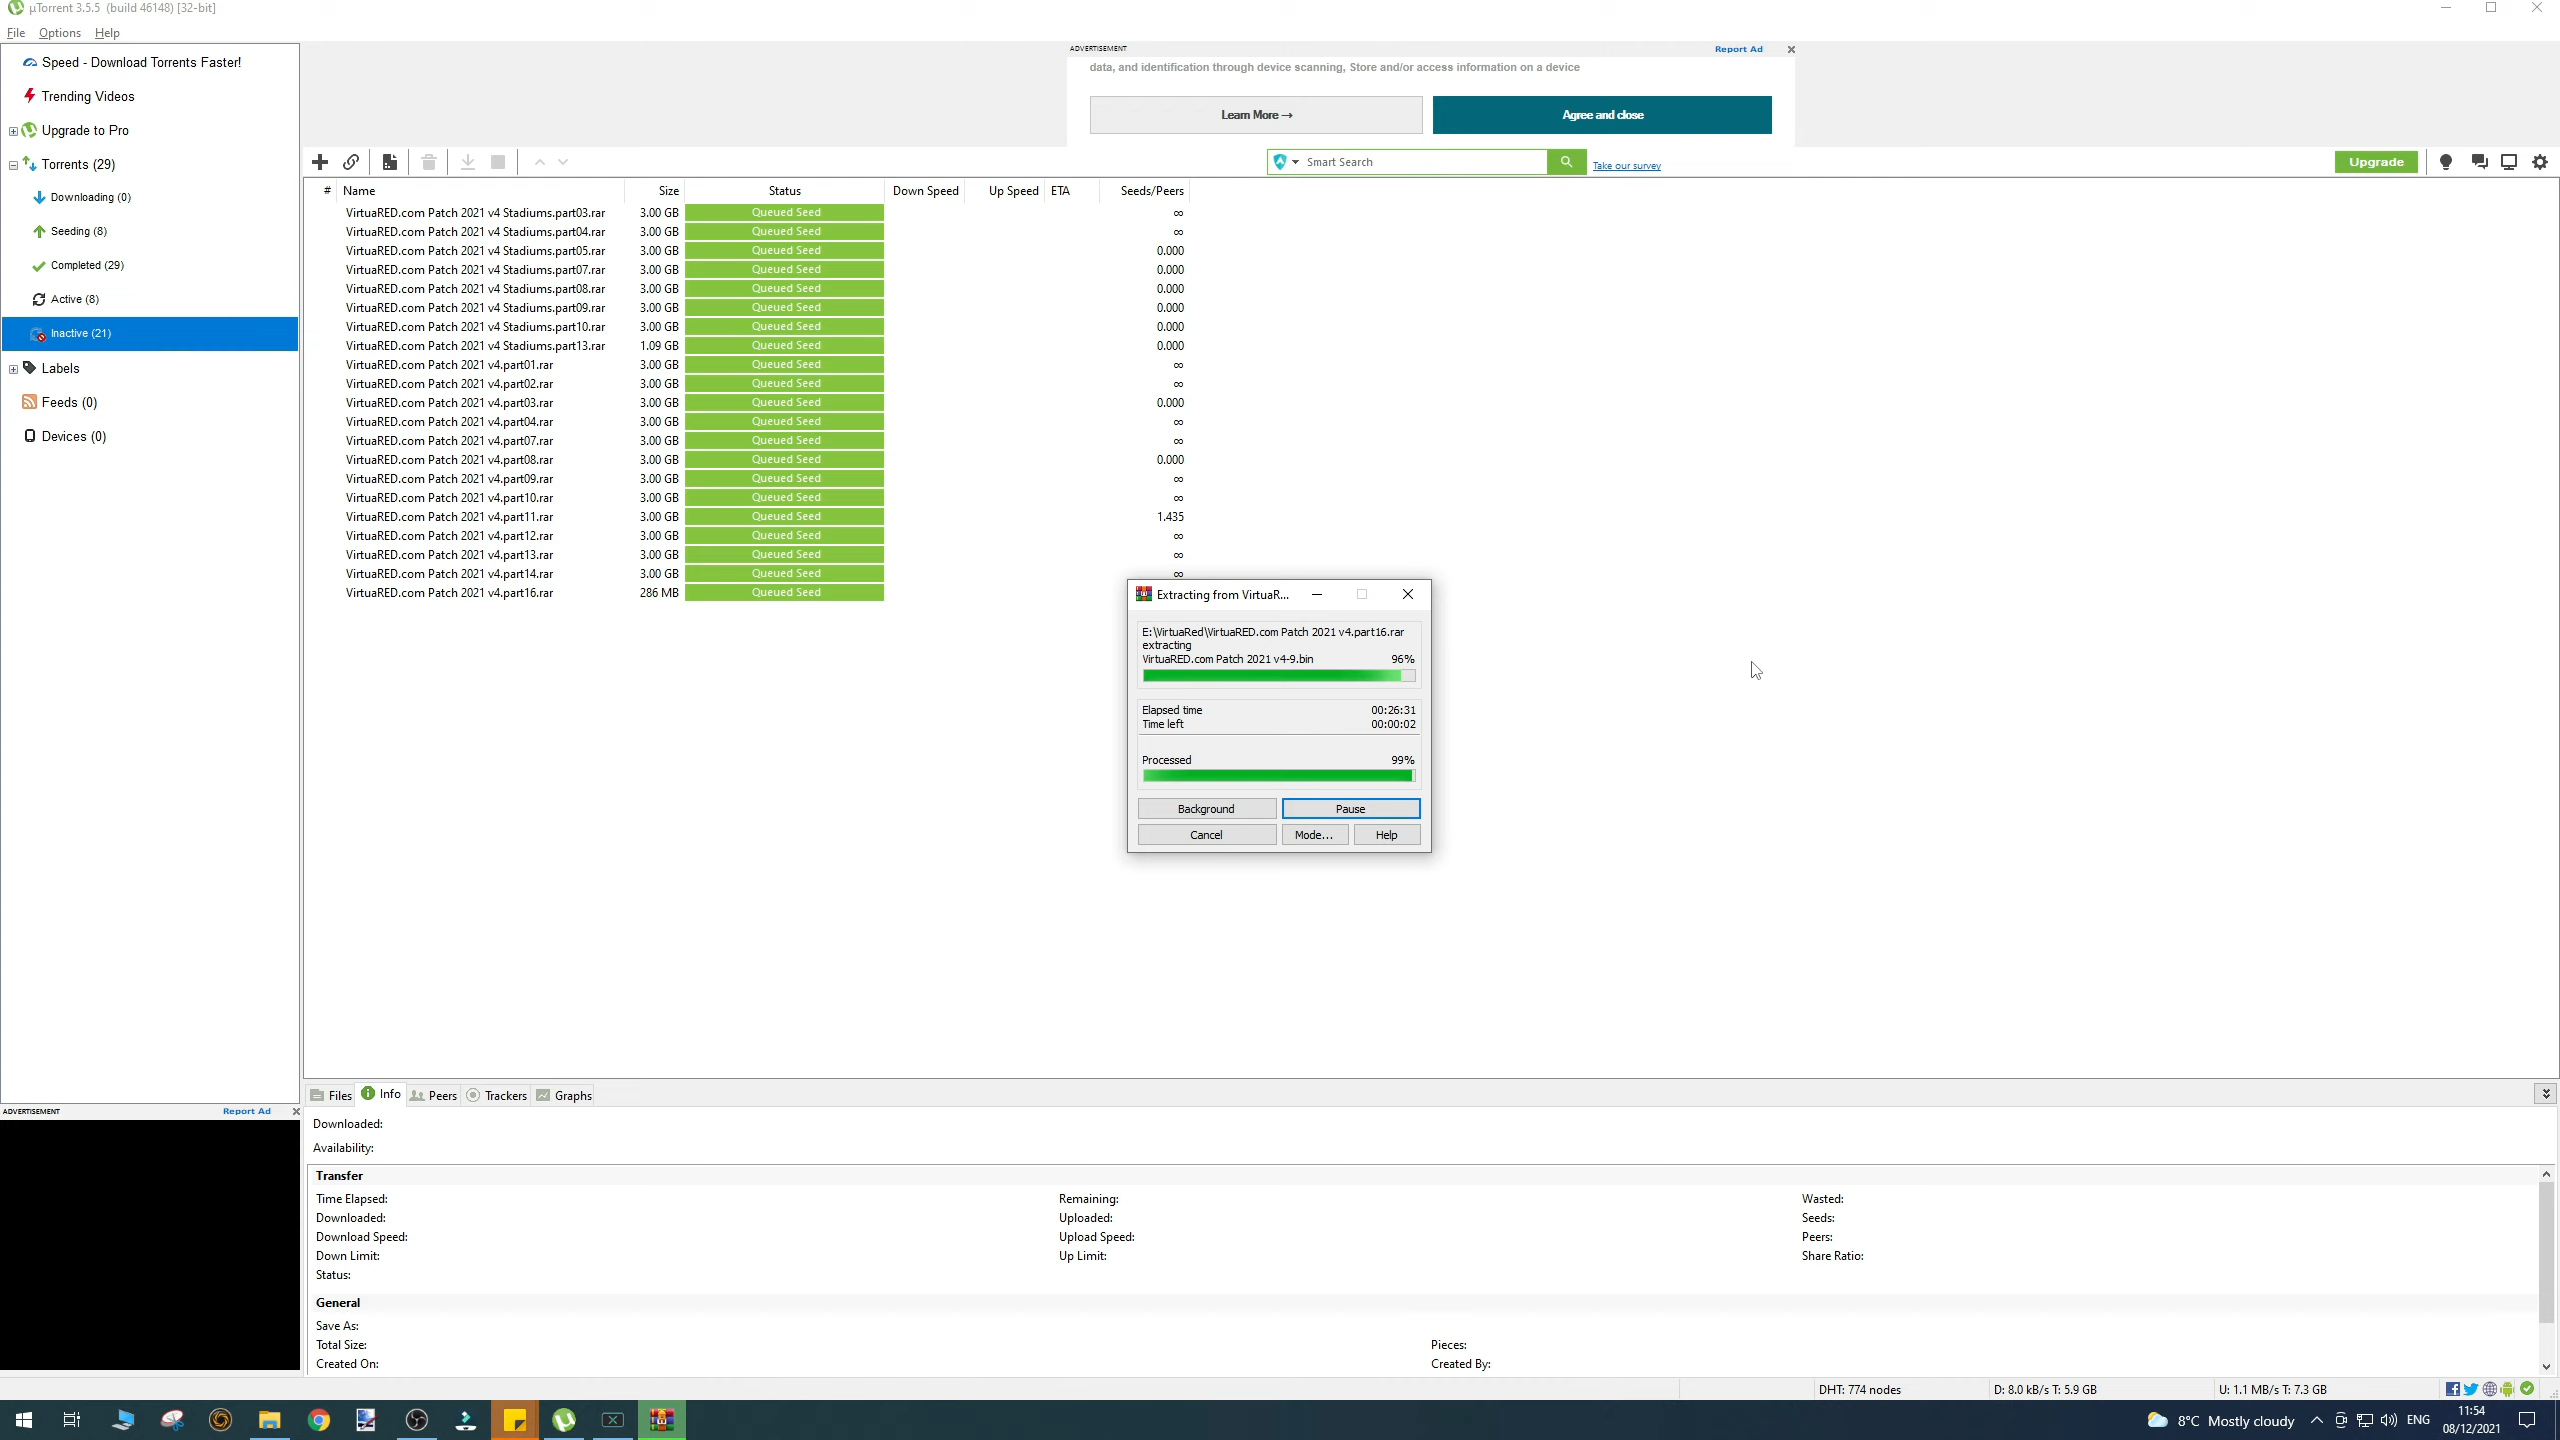 µTorrent 3.5.5  (build 46148) [32-bit]
File Options Help
Speed - Download Torrents Faster!
Trending Videos
Upgrade to Pro
Torrents (29)
Downloading (0)
Seeding (8)
Completed (29)
Active (8)
Inactive (21)
Labels
Feeds (0)
Devices (0)
ADVERTISEMENT Report Ad
data, and identification through device scanning, Store and/or access information on a device
Learn More → Agree and close
Smart Search Take our survey Upgrade
# Name Size Status Down Speed Up Speed ETA Seeds/Peers
VirtuaRED.com Patch 2021 v4 Stadiums.part03.rar 3.00 GB Queued Seed ∞
VirtuaRED.com Patch 2021 v4 Stadiums.part04.rar 3.00 GB Queued Seed ∞
VirtuaRED.com Patch 2021 v4 Stadiums.part05.rar 3.00 GB Queued Seed 0.000
VirtuaRED.com Patch 2021 v4 Stadiums.part07.rar 3.00 GB Queued Seed 0.000
VirtuaRED.com Patch 2021 v4 Stadiums.part08.rar 3.00 GB Queued Seed 0.000
VirtuaRED.com Patch 2021 v4 Stadiums.part09.rar 3.00 GB Queued Seed 0.000
VirtuaRED.com Patch 2021 v4 Stadiums.part10.rar 3.00 GB Queued Seed 0.000
VirtuaRED.com Patch 2021 v4 Stadiums.part13.rar 1.09 GB Queued Seed 0.000
VirtuaRED.com Patch 2021 v4.part01.rar 3.00 GB Queued Seed ∞
VirtuaRED.com Patch 2021 v4.part02.rar 3.00 GB Queued Seed ∞
VirtuaRED.com Patch 2021 v4.part03.rar 3.00 GB Queued Seed 0.000
VirtuaRED.com Patch 2021 v4.part04.rar 3.00 GB Queued Seed ∞
VirtuaRED.com Patch 2021 v4.part07.rar 3.00 GB Queued Seed ∞
VirtuaRED.com Patch 2021 v4.part08.rar 3.00 GB Queued Seed 0.000
VirtuaRED.com Patch 2021 v4.part09.rar 3.00 GB Queued Seed ∞
VirtuaRED.com Patch 2021 v4.part10.rar 3.00 GB Queued Seed ∞
VirtuaRED.com Patch 2021 v4.part11.rar 3.00 GB Queued Seed 1.435
VirtuaRED.com Patch 2021 v4.part12.rar 3.00 GB Queued Seed ∞
VirtuaRED.com Patch 2021 v4.part13.rar 3.00 GB Queued Seed ∞
VirtuaRED.com Patch 2021 v4.part14.rar 3.00 GB Queued Seed ∞
VirtuaRED.com Patch 2021 v4.part16.rar 286 MB Queued Seed
Extracting from VirtuaR...
E:\VirtuaRed\VirtuaRED.com Patch 2021 v4.part16.rar
extracting
VirtuaRED.com Patch 2021 v4-9.bin 96%
Elapsed time 00:26:31
Time left 00:00:02
Processed 99%
Background Pause
Cancel Mode... Help
Files Info Peers Trackers Graphs
ADVERTISEMENT Report Ad
Downloaded:
Availability:
Transfer
Time Elapsed: Remaining: Wasted:
Downloaded: Uploaded: Seeds:
Download Speed: Upload Speed: Peers:
Down Limit: Up Limit: Share Ratio:
Status:
General
Save As:
Total Size: Pieces:
Created On: Created By:
DHT: 774 nodes D: 8.0 kB/s T: 5.9 GB U: 1.1 MB/s T: 7.3 GB
8°C Mostly cloudy ENG 11:54
08/12/2021